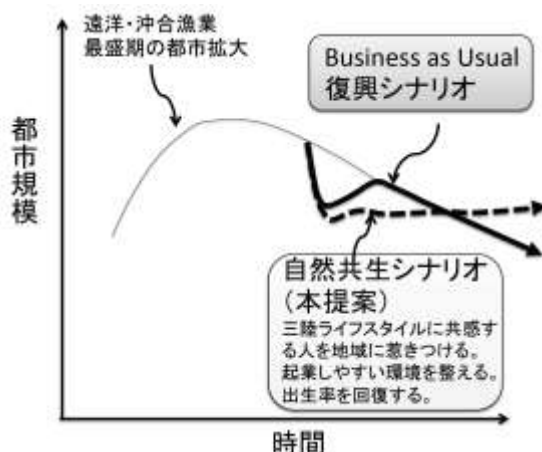 遠洋・沖合漁業
最盛期の都市拡大
Business as Usual
復興シナリオ
都市規模
自然共生シナリオ
(本提案)
三陸ライフスタイルに共感す
る人を地域に惹きつける。
起業しやすい環境を整える。
出生率を回復する。
時間